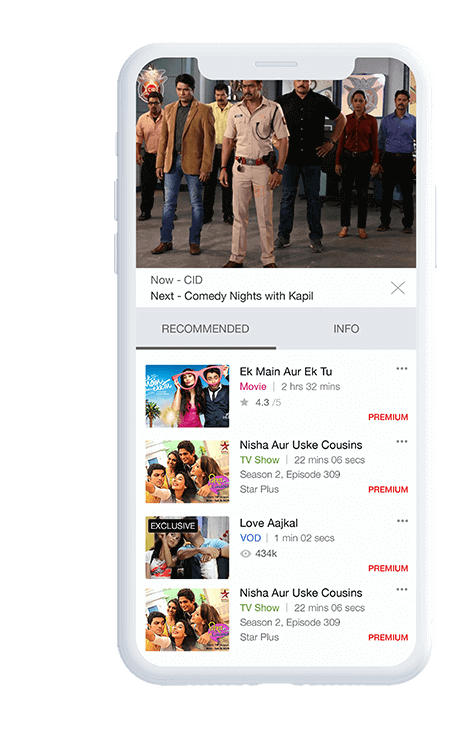 Now - CID
Next - Comedy Nights with Kapil
RECOMMENDED
INFO
Ek Main Aur Ek Tu
Movie | 2 hrs 32 mins
4.3 /5
PREMIUM
Nisha Aur Uske Cousins
TV Show | 22 mins 06 secs
Season 2, Episode 309
Star Plus
PREMIUM
EXCLUSIVE
Love Aajkal
VOD | 1 min 02 secs
434k
PREMIUM
Nisha Aur Uske Cousins
TV Show | 22 mins 06 secs
Season 2, Episode 309
Star Plus
PREMIUM